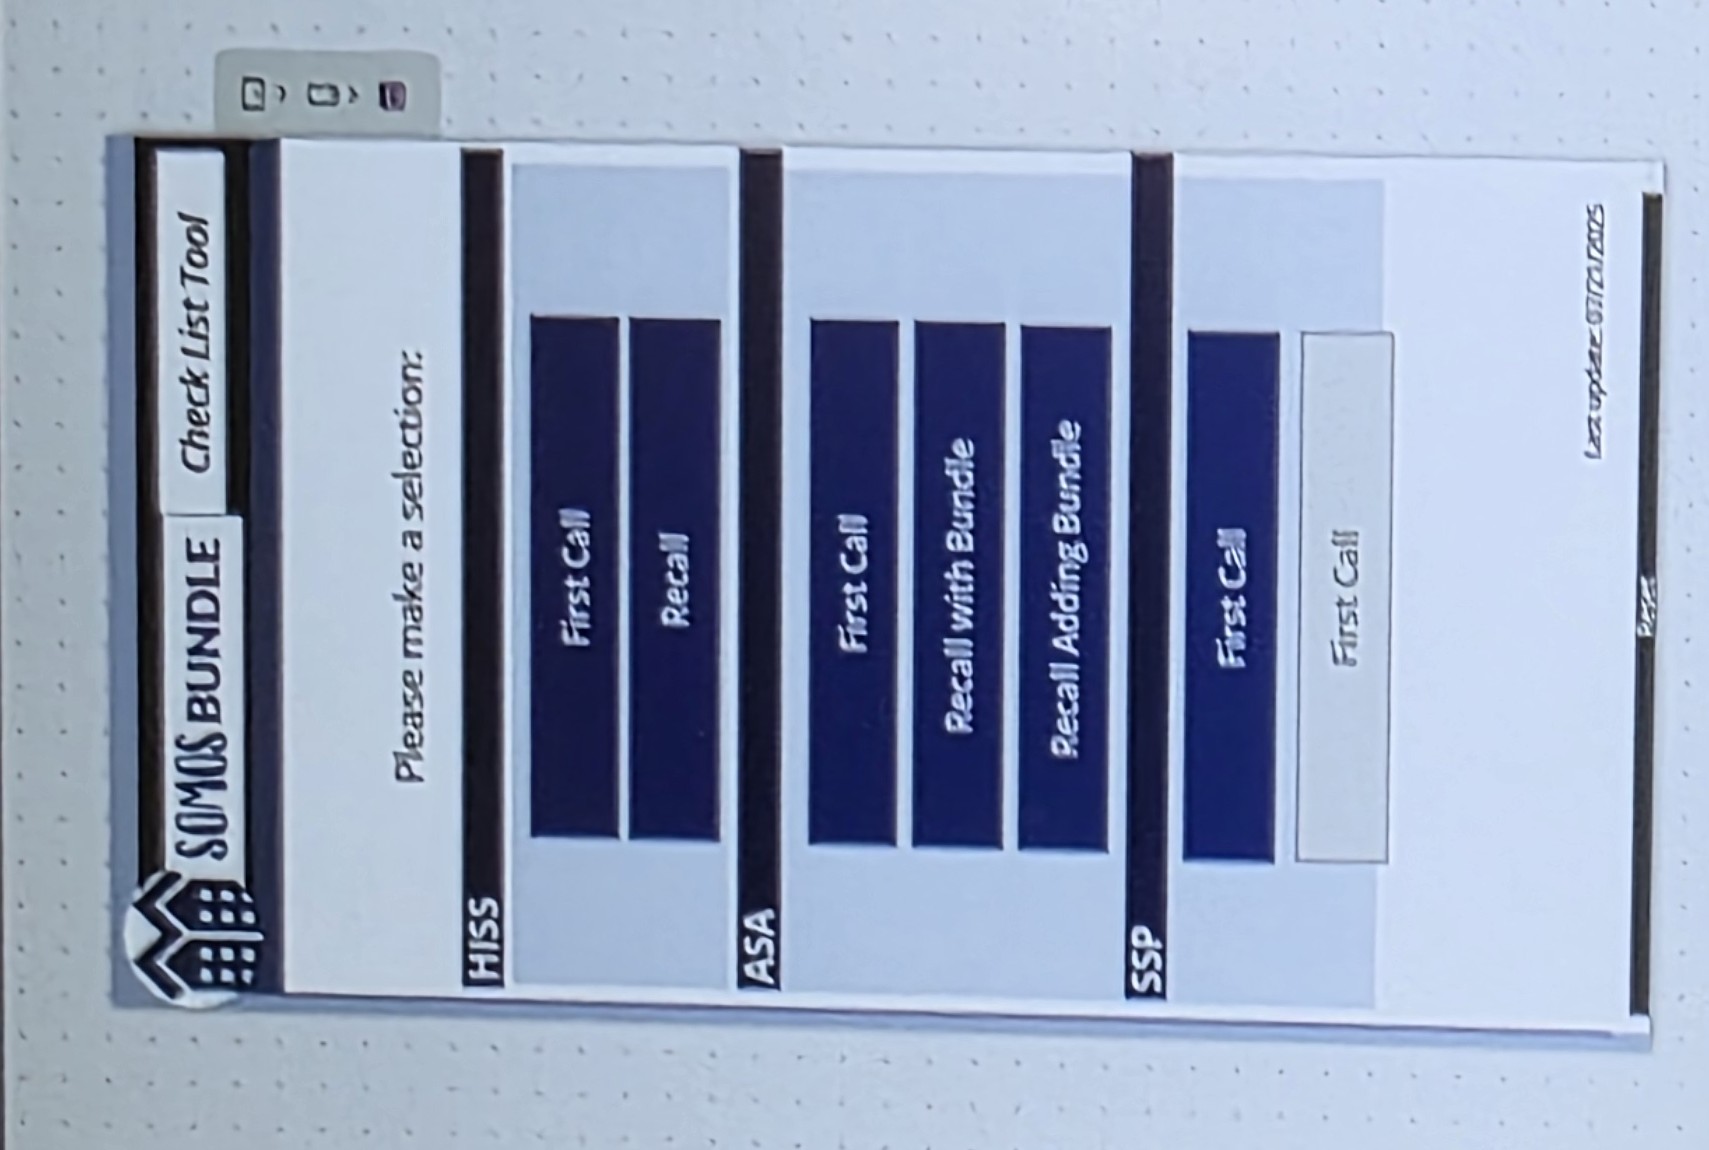 SOMOS BUNDLE Check List Tool
Please make a selection:
HISS
First Call
Recall
ASA
First Call
Recall with Bundle
Recall Adding Bundle
SSP
First Call
First Call
Last update: 07/21/2025
Reset